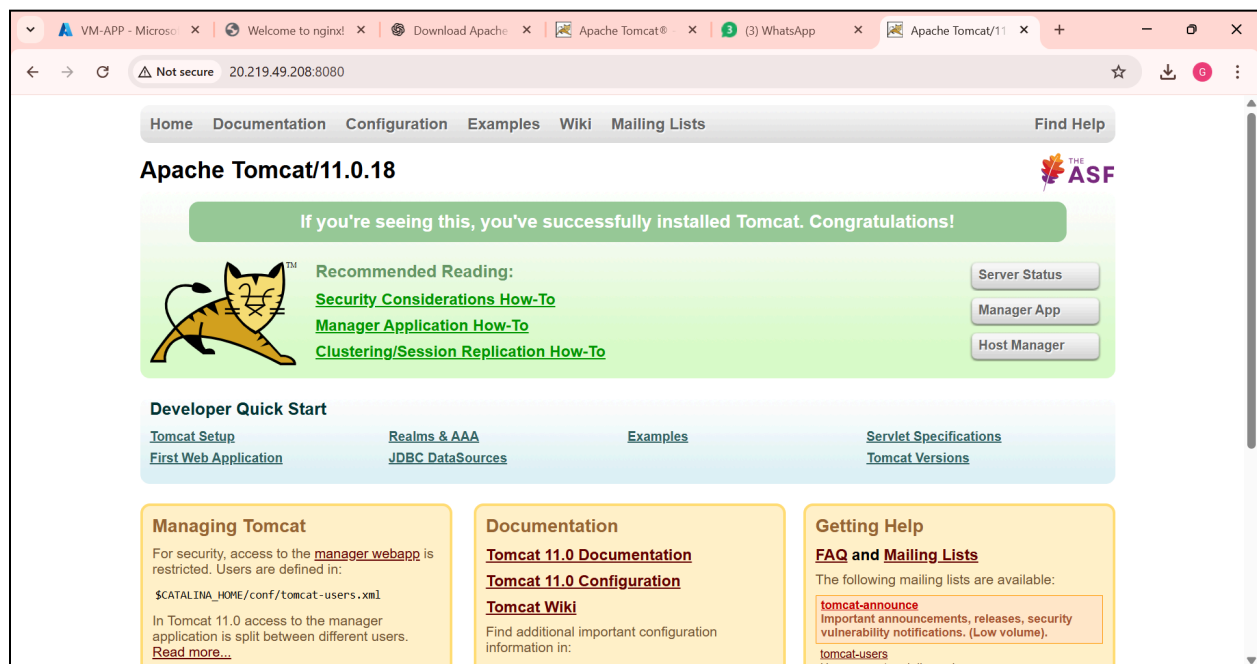 VM-APP - Microso
Welcome to nginx!
Download Apache
Apache Tomcat®
3 (3) WhatsApp
Apache Tomcat/11
Not secure 20.219.49.208:8080
G
Home Documentation Configuration Examples Wiki Mailing Lists Find Help
Apache Tomcat/11.0.18
THE ASF
If you're seeing this, you've successfully installed Tomcat. Congratulations!
TM
Recommended Reading:
Security Considerations How-To
Manager Application How-To
Clustering/Session Replication How-To
Server Status
Manager App
Host Manager
Developer Quick Start
Tomcat Setup
First Web Application
Realms & AAA
JDBC DataSources
Examples
Servlet Specifications
Tomcat Versions
Managing Tomcat
For security, access to the manager webapp is
restricted. Users are defined in:
$CATALINA_HOME/conf/tomcat-users.xml
In Tomcat 11.0 access to the manager
application is split between different users.
Read more...
Documentation
Tomcat 11.0 Documentation
Tomcat 11.0 Configuration
Tomcat Wiki
Find additional important configuration
information in:
Getting Help
FAQ and Mailing Lists
The following mailing lists are available:
tomcat-announce
Important announcements, releases, security
vulnerability notifications. (Low volume).
tomcat-users